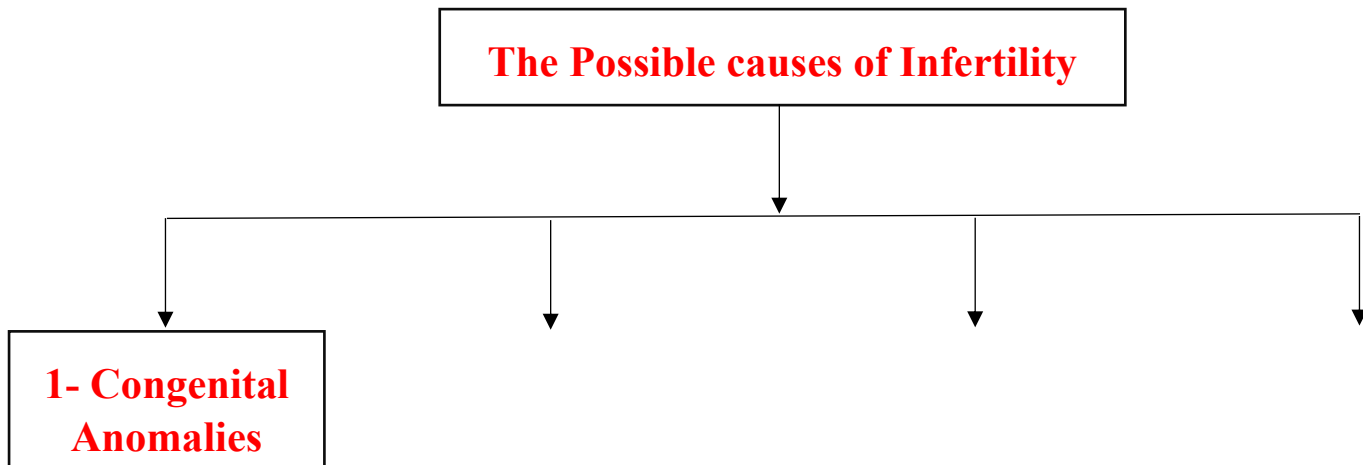 The Possible causes of Infertility
1- Congenital
Anomalies